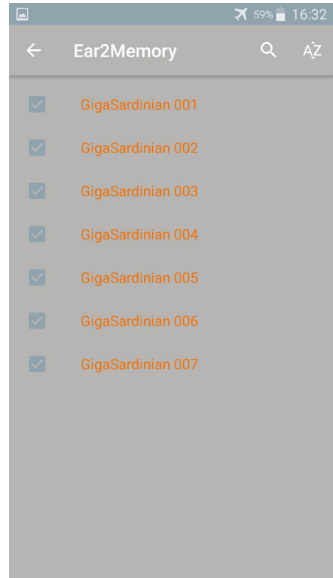 59% 16:32
Ear2Memory AZ
GigaSardinian 001
GigaSardinian 002
GigaSardinian 003
GigaSardinian 004
GigaSardinian 005
GigaSardinian 006
GigaSardinian 007